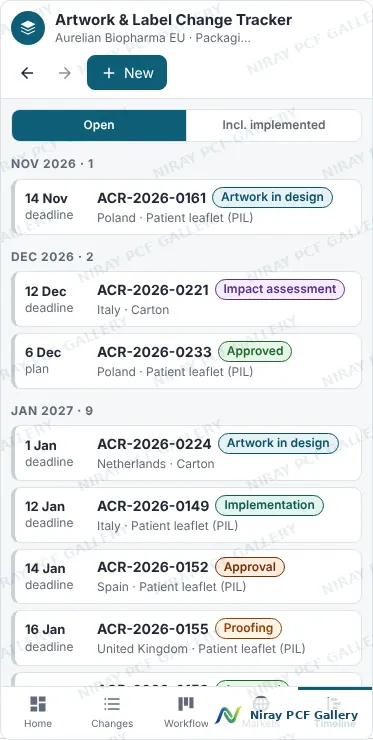 Artwork & Label Change Tracker
Aurelian Biopharma EU · Packagi...
New
Open
Incl. implemented
NOV 2026 · 1
14 Nov
deadline
ACR-2026-0161
Artwork in design
Poland · Patient leaflet (PIL)
DEC 2026 · 2
12 Dec
deadline
ACR-2026-0221
Impact assessment
Italy · Carton
6 Dec
plan
ACR-2026-0233
Approved
Poland · Patient leaflet (PIL)
JAN 2027 · 9
1 Jan
deadline
ACR-2026-0224
Artwork in design
Netherlands · Carton
12 Jan
deadline
ACR-2026-0149
Implementation
Italy · Patient leaflet (PIL)
14 Jan
deadline
ACR-2026-0152
Approval
Spain · Patient leaflet (PIL)
16 Jan
deadline
ACR-2026-0155
Proofing
United Kingdom · Patient leaflet (PIL)
Home
Changes
Workflow
Markets
Timeline
Niray PCF Gallery
NIRAY PCF GALLERY